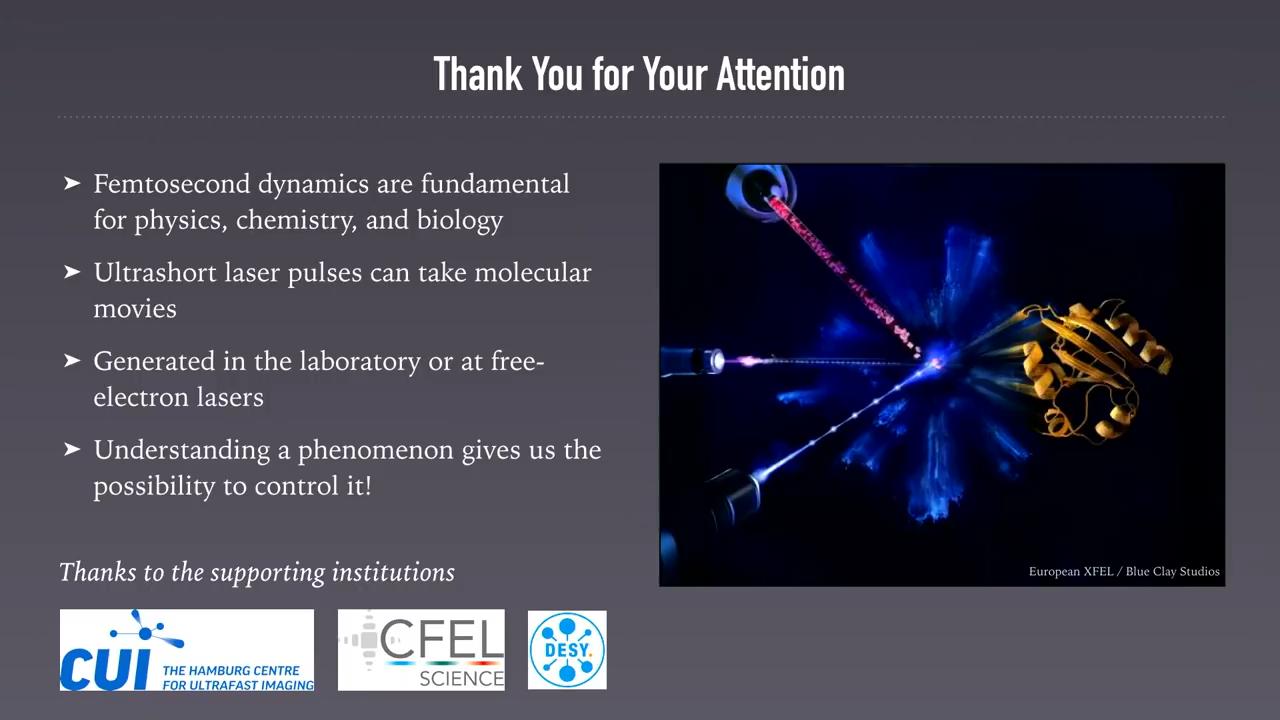 Thank You for Your Attention
➤ Femtosecond dynamics are fundamental
for physics, chemistry, and biology
➤ Ultrashort laser pulses can take molecular
movies
➤ Generated in the laboratory or at free-
electron lasers
➤ Understanding a phenomenon gives us the
possibility to control it!
European XFEL / Blue Clay Studios
Thanks to the supporting institutions
CUI THE HAMBURG CENTRE
FOR ULTRAFAST IMAGING
CFEL
SCIENCE
DESY.